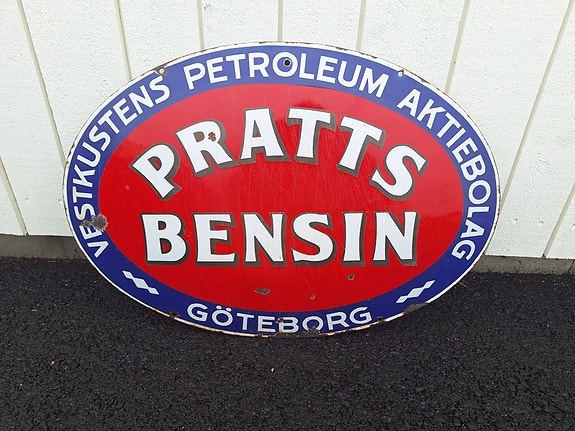 VESTKUSTENS PETROLEUM AKTIEBOLAG
PRATTS
BENSIN
GÖTEBORG